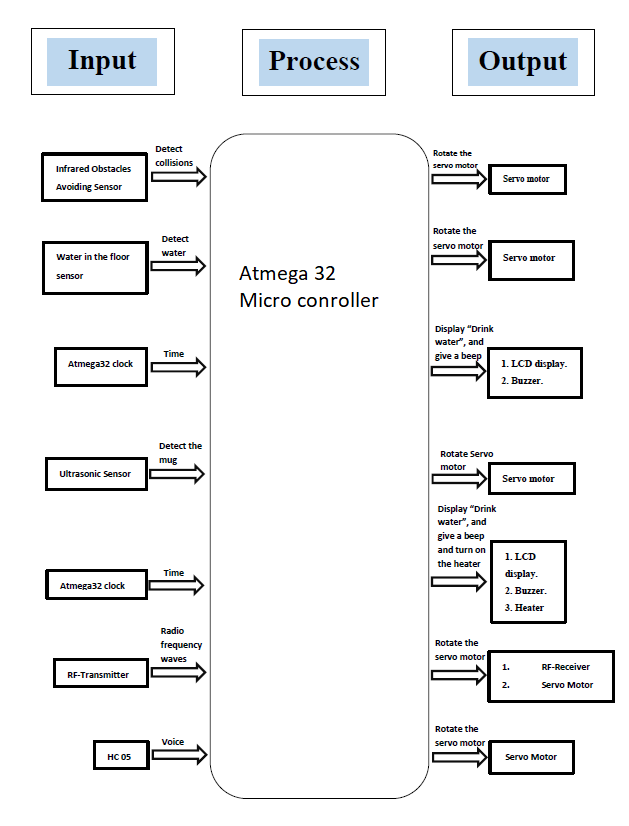 Input
Process
Output
Detect
collisions
Infrared Obstacles
Avoiding Sensor
Rotate the
servo motor
Servo motor
Detect
water
Water in the floor
sensor
Rotate the
servo motor
Servo motor
Atmega 32
Micro conroller
Time
Atmega32 clock
Display “Drink
water”, and
give a beep
1. LCD display.
2. Buzzer.
Detect the
mug
Ultrasonic Sensor
Rotate Servo
motor
Servo motor
Time
Atmega32 clock
Display “Drink
water”, and
give a beep
and turn on
the heater
1. LCD
display.
2. Buzzer.
3. Heater
Radio
frequency
waves
RF-Transmitter
Rotate the
servo motor
1. RF-Receiver
2. Servo Motor
Voice
HC 05
Rotate the
servo motor
Servo Motor